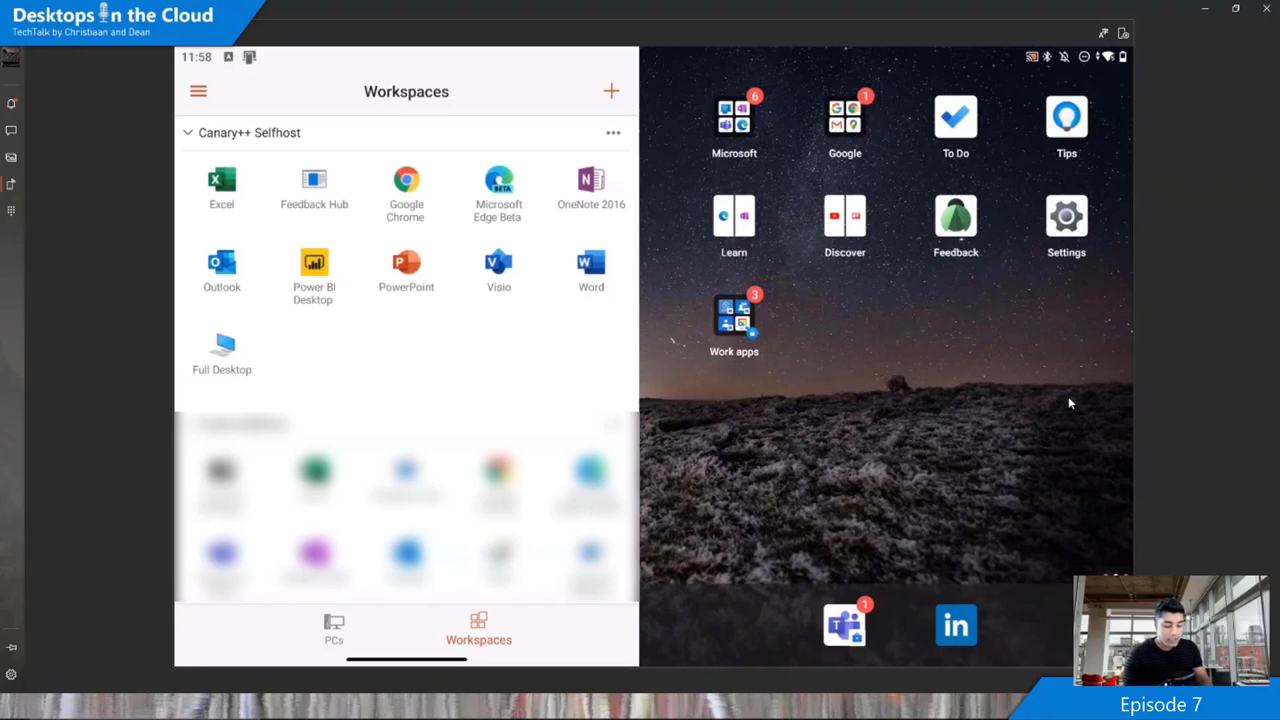 Desktops in the Cloud
TechTalk by Christiaan and Dean
11:58 A
Workspaces
Canary++ Selfhost
Excel
Feedback Hub
Google
Chrome
BETA
Microsoft
Edge Beta
OneNote 2016
Outlook
Power BI
Desktop
PowerPoint
Visio
Word
Full Desktop
PCs
Workspaces
6
Microsoft
1
Google
To Do
Tips
Learn
Discover
Feedback
Settings
3
Work apps
1
in
Episode 7